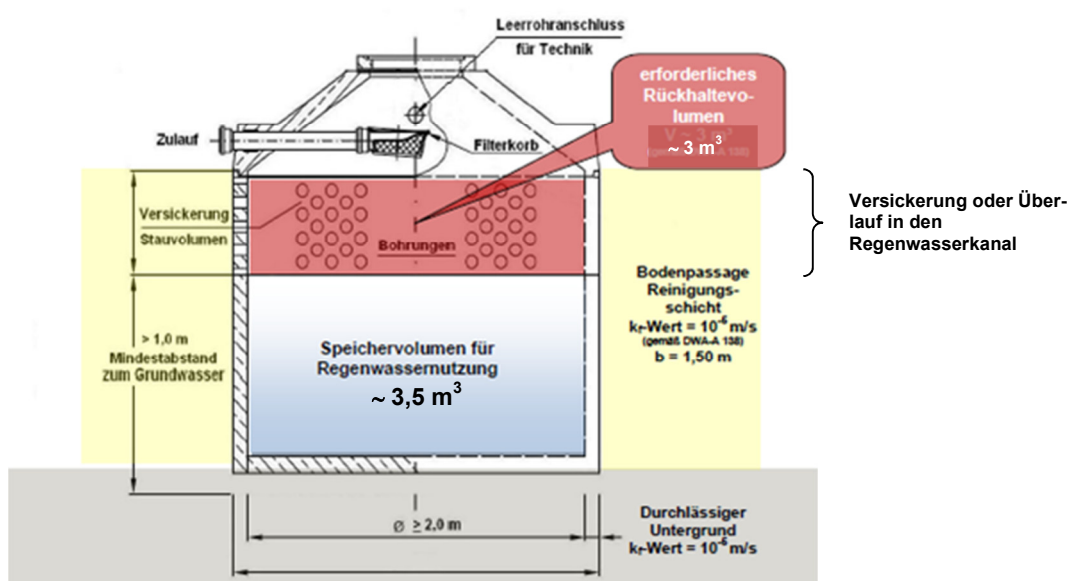 Leerrohranschluss
für Technik
erforderliches
Rückhaltevo-
lumen
V ~ 3 m³
~ 3 m³
Zulauf
Filterkorb
Versickerung
Stauvolumen
Bohrungen
Versickerung oder Über-
lauf in den
Regenwasserkanal
Bodenpassage
Reinigungs-
schicht
kf-Wert = 10⁻⁶ m/s
(gemäß DWA-A 138)
b = 1,50 m
> 1,0 m
Mindestabstand
zum Grundwasser
Speichervolumen für
Regenwassernutzung
~ 3,5 m³
Ø ≥ 2,0 m
Durchlässiger
Untergrund
kf-Wert = 10⁻⁶ m/s